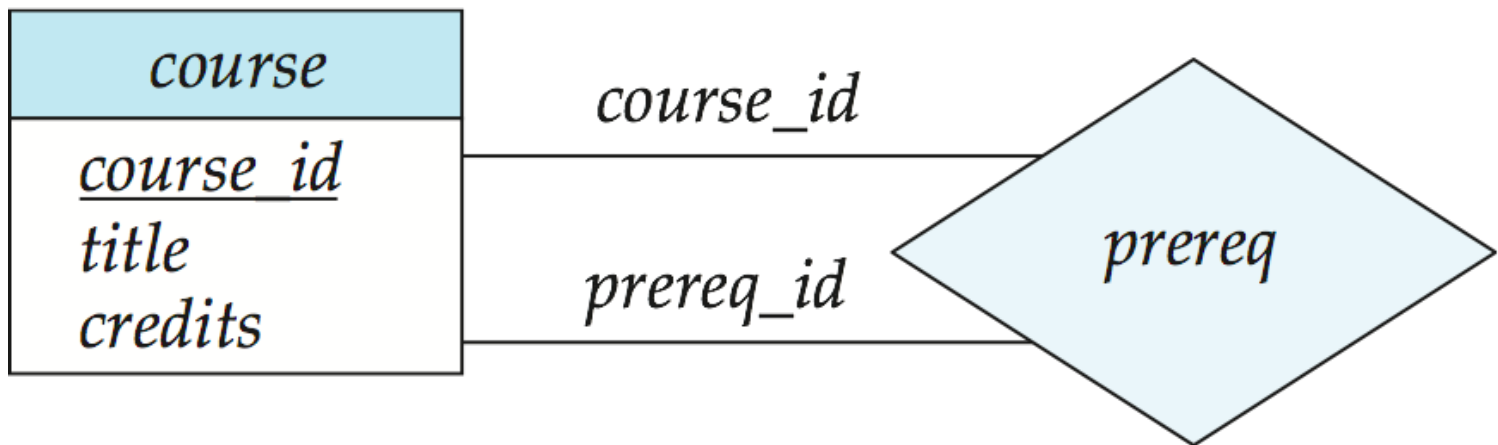 course
course_id
title
credits
course_id
prereq_id
prereq